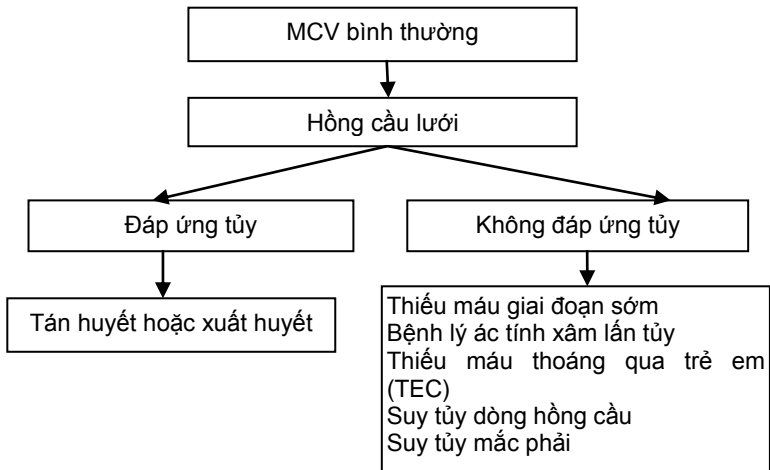 MCV bình thường
Hồng cầu lưới
Đáp ứng tủy
Không đáp ứng tủy
Tán huyết hoặc xuất huyết
Thiếu máu giai đoạn sớm
Bệnh lý ác tính xâm lấn tủy
Thiếu máu thoáng qua trẻ em
(TEC)
Suy tủy dòng hồng cầu
Suy tủy mắc phải